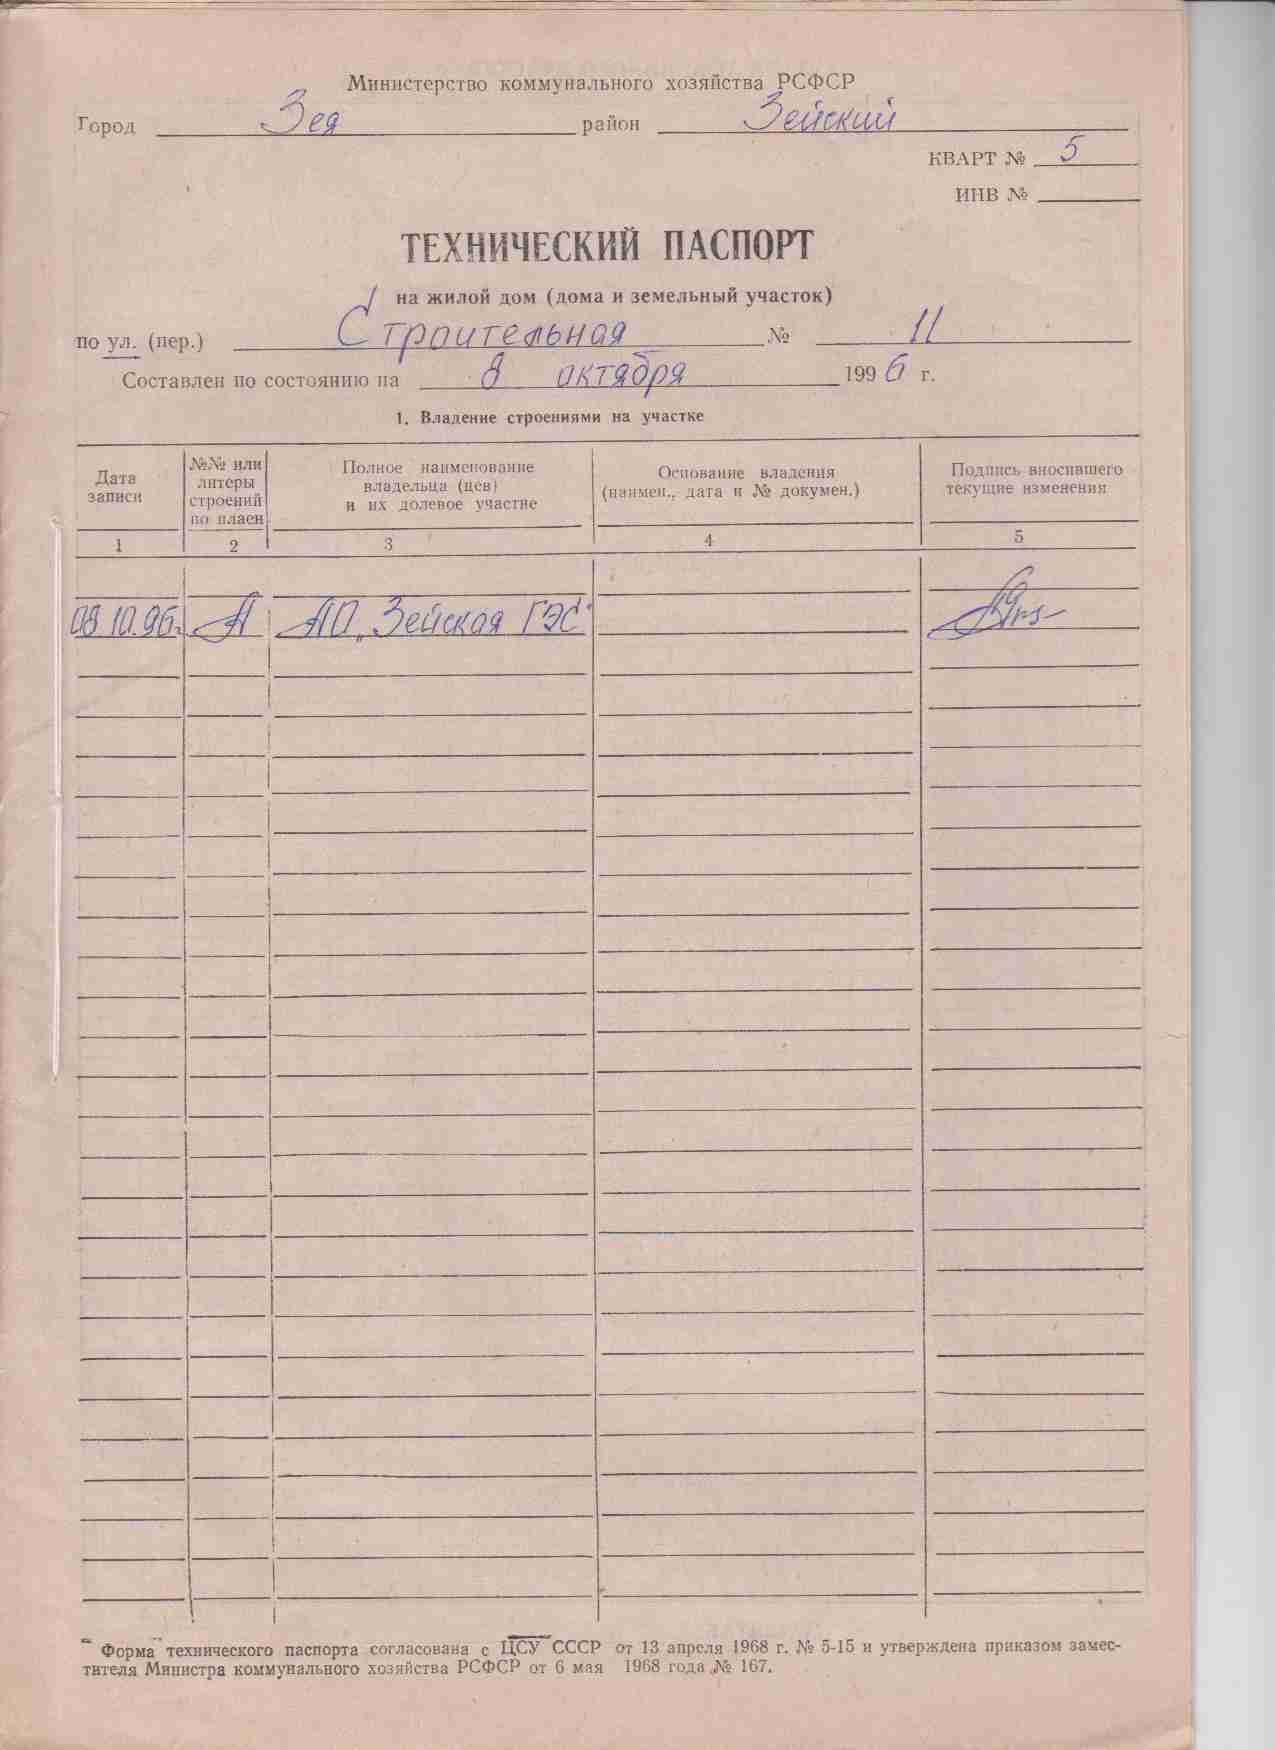 Министерство коммунального хозяйства РСФСР
Город Зея район Зейский
КВАРТ № 5
ИНВ №
ТЕХНИЧЕСКИЙ ПАСПОРТ
на жилой дом (дома и земельный участок)
по ул. (пер.) Строительная № 11
Составлен по состоянию на 8 октября 1996 г.
1. Владение строениями на участке
Дата записи
№№ или литеры строений по плаен
Полное наименование владельца (цев) и их долевое участие
Основание владения (наимен., дата и № докумен.)
Подпись вносившего текущие изменения
1 2 3 4 5
08.10.96г. А АО „Зейская ГЭС"
Форма технического паспорта согласована с ЦСУ СССР от 13 апреля 1968 г. № 5-15 и утверждена приказом замес-
тителя Министра коммунального хозяйства РСФСР от 6 мая 1968 года № 167.